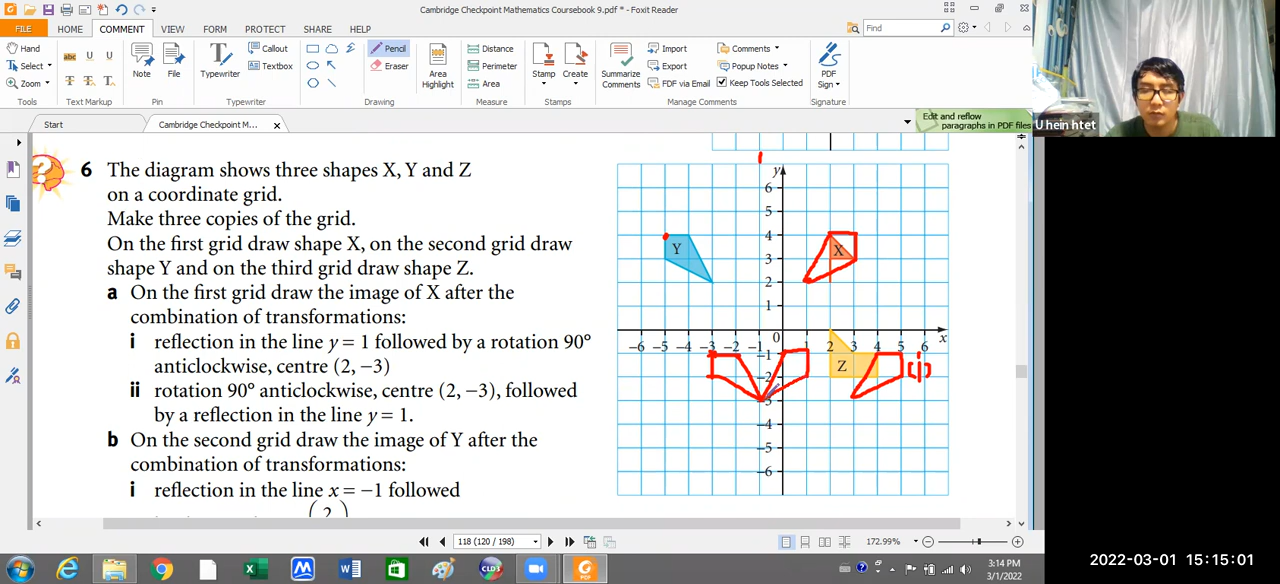 Cambridge Checkpoint Mathematics Coursebook 9.pdf * - Foxit Reader
FILE HOME COMMENT VIEW FORM PROTECT SHARE HELP
Find
Hand
Select
Zoom
Tools
Text Markup
Note
File
Pin
Typewriter
Callout
Textbox
Typewriter
Pencil
Eraser
Drawing
Area Highlight
Distance
Perimeter
Area
Measure
Stamp
Create
Stamps
Summarize Comments
Import
Export
FDF via Email
Comments
Popup Notes
Keep Tools Selected
Manage Comments
PDF Sign
Signature
Edit and reflow
paragraphs in PDF files
U hein htet
Start
Cambridge Checkpoint M...
6 The diagram shows three shapes X, Y and Z
on a coordinate grid.
Make three copies of the grid.
On the first grid draw shape X, on the second grid draw
shape Y and on the third grid draw shape Z.
a On the first grid draw the image of X after the
combination of transformations:
i reflection in the line y = 1 followed by a rotation 90°
anticlockwise, centre (2, −3)
ii rotation 90° anticlockwise, centre (2, −3), followed
by a reflection in the line y = 1.
b On the second grid draw the image of Y after the
combination of transformations:
i reflection in the line x = −1 followed
(2
y
6
5
4
3
2
1
0
Y
X
−6 −5 −4 −3 −2 −1 2 3 4 5 6 x
−1
−2
−3
−4
−5
−6
Z
(i)
118 (120 / 198)
172.99%
2022-03-01 15:15:01
3:14 PM
3/1/2022